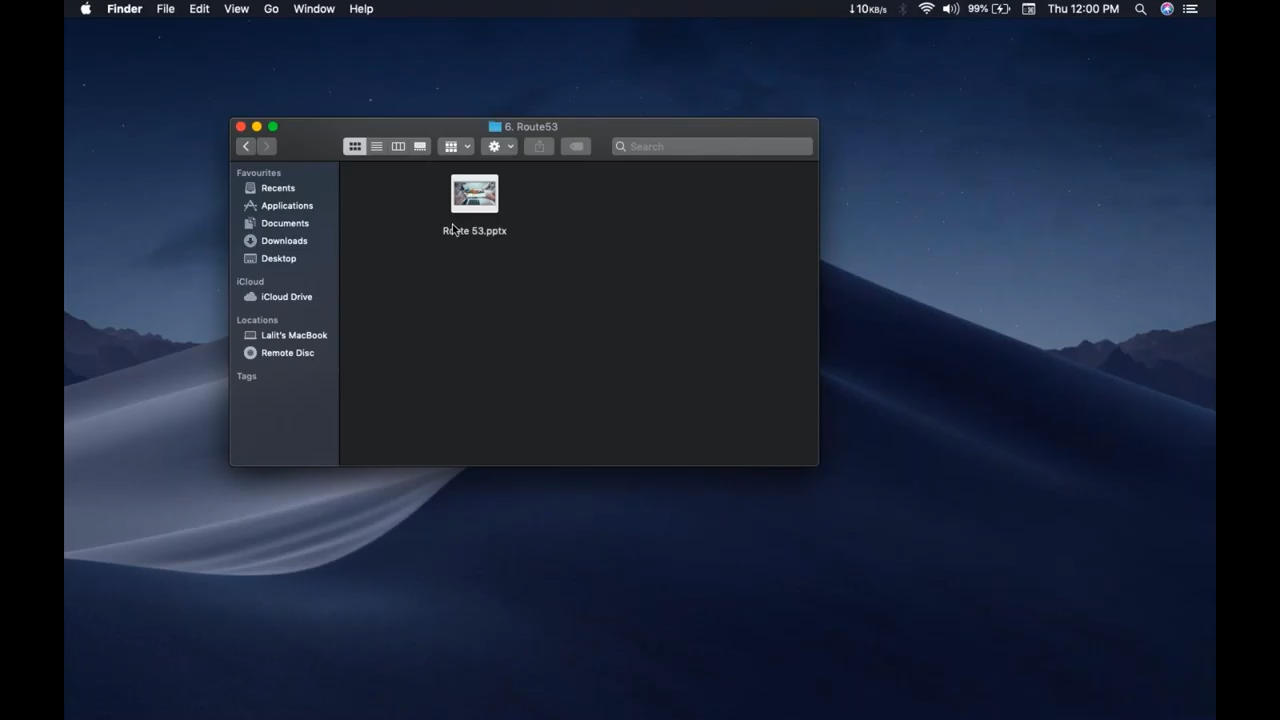 Finder File Edit View Go Window Help
↓10KB/s 99% Thu 12:00 PM
6. Route53
Search
Favourites
Recents
Applications
Documents
Downloads
Desktop
iCloud
iCloud Drive
Locations
Lalit's MacBook
Remote Disc
Tags
Route 53.pptx